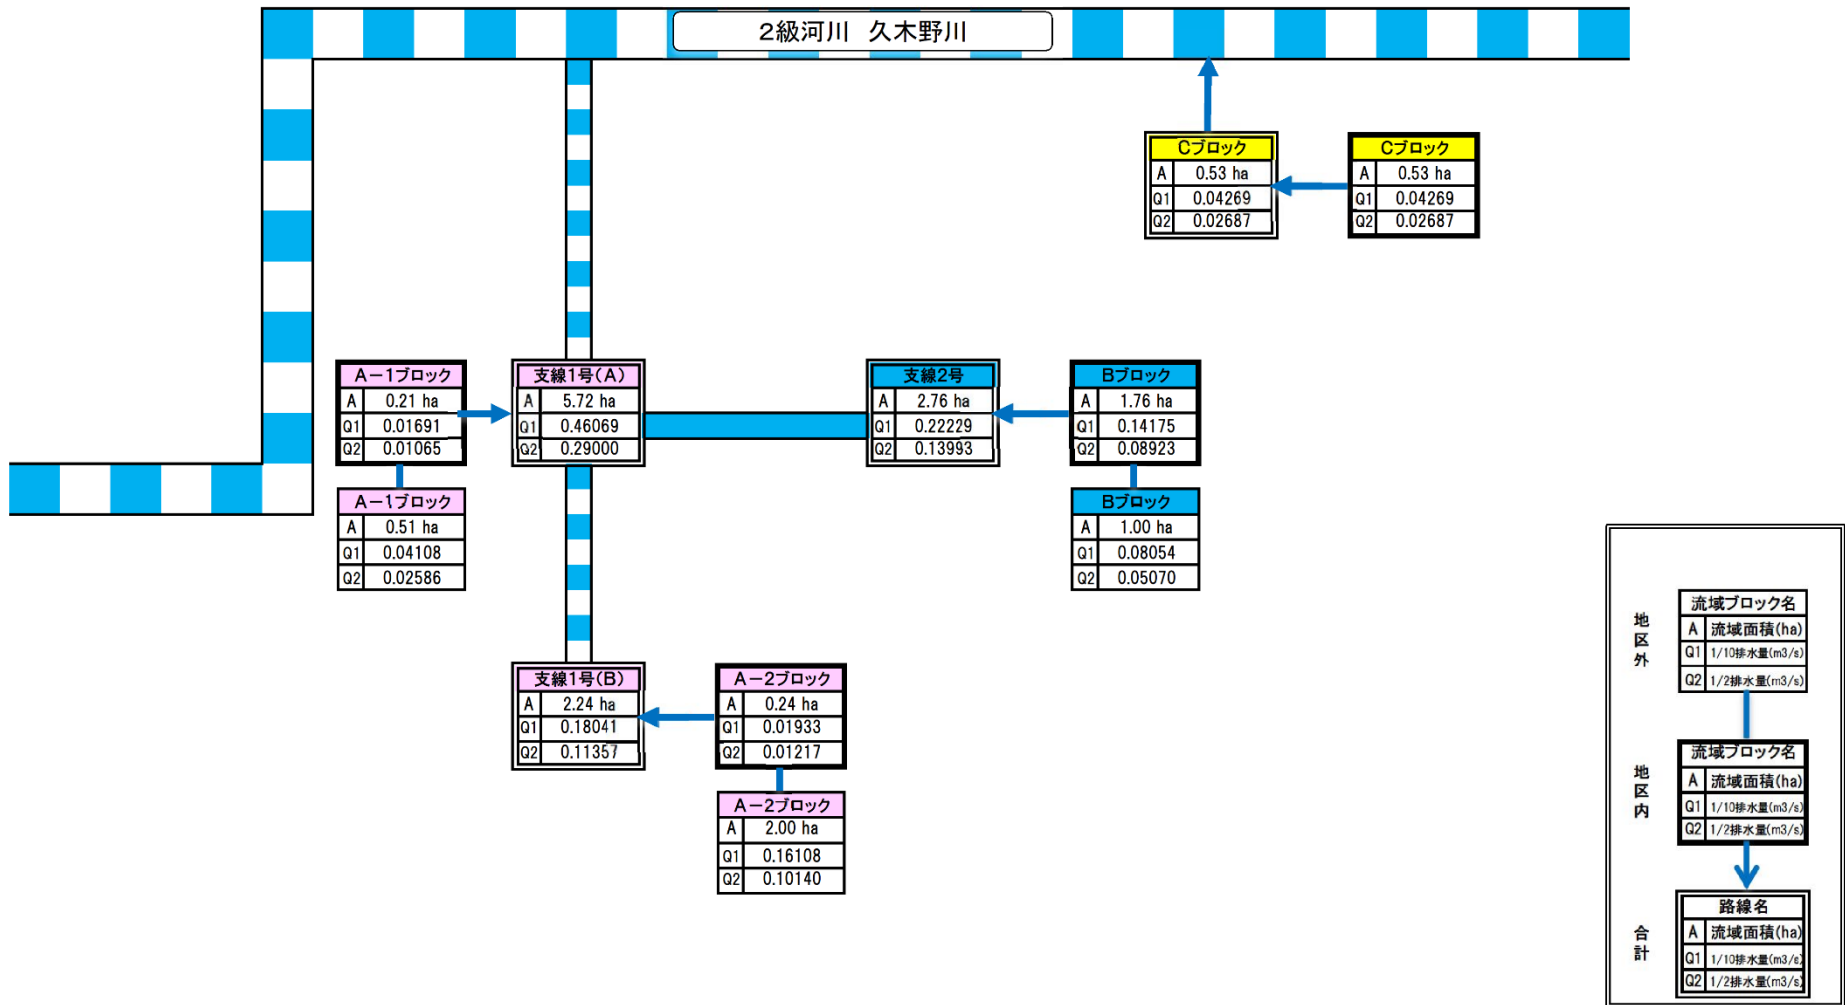 2級河川 久木野川
Cブロック
A 0.53 ha
Q1 0.04269
Q2 0.02687
Cブロック
A 0.53 ha
Q1 0.04269
Q2 0.02687
A－1ブロック
A 0.21 ha
Q1 0.01691
Q2 0.01065
A－1ブロック
A 0.51 ha
Q1 0.04108
Q2 0.02586
支線1号(A)
A 5.72 ha
Q1 0.46069
Q2 0.29000
支線2号
A 2.76 ha
Q1 0.22229
Q2 0.13993
Bブロック
A 1.76 ha
Q1 0.14175
Q2 0.08923
Bブロック
A 1.00 ha
Q1 0.08054
Q2 0.05070
支線1号(B)
A 2.24 ha
Q1 0.18041
Q2 0.11357
A－2ブロック
A 0.24 ha
Q1 0.01933
Q2 0.01217
A－2ブロック
A 2.00 ha
Q1 0.16108
Q2 0.10140
地区外
流域ブロック名
A 流域面積(ha)
Q1 1/10排水量(m3/s)
Q2 1/2排水量(m3/s)
地区内
流域ブロック名
A 流域面積(ha)
Q1 1/10排水量(m3/s)
Q2 1/2排水量(m3/s)
合計
路線名
A 流域面積(ha)
Q1 1/10排水量(m3/s)
Q2 1/2排水量(m3/s)